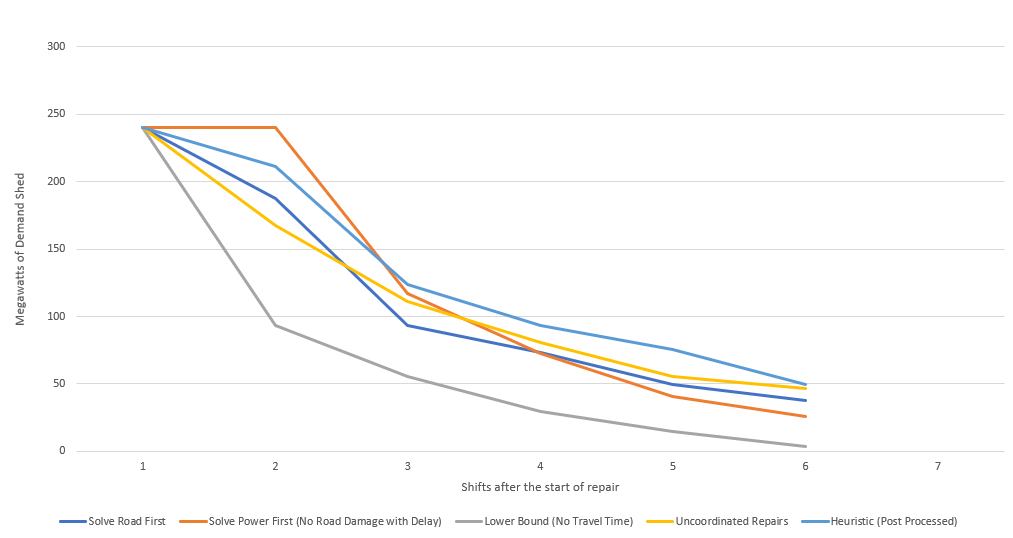 300
250
200
150
100
50
0
Megawatts of Demand Shed
1 2 3 4 5 6 7
Shifts after the start of repair
Solve Road First Solve Power First (No Road Damage with Delay) Lower Bound (No Travel Time) Uncoordinated Repairs Heuristic (Post Processed)